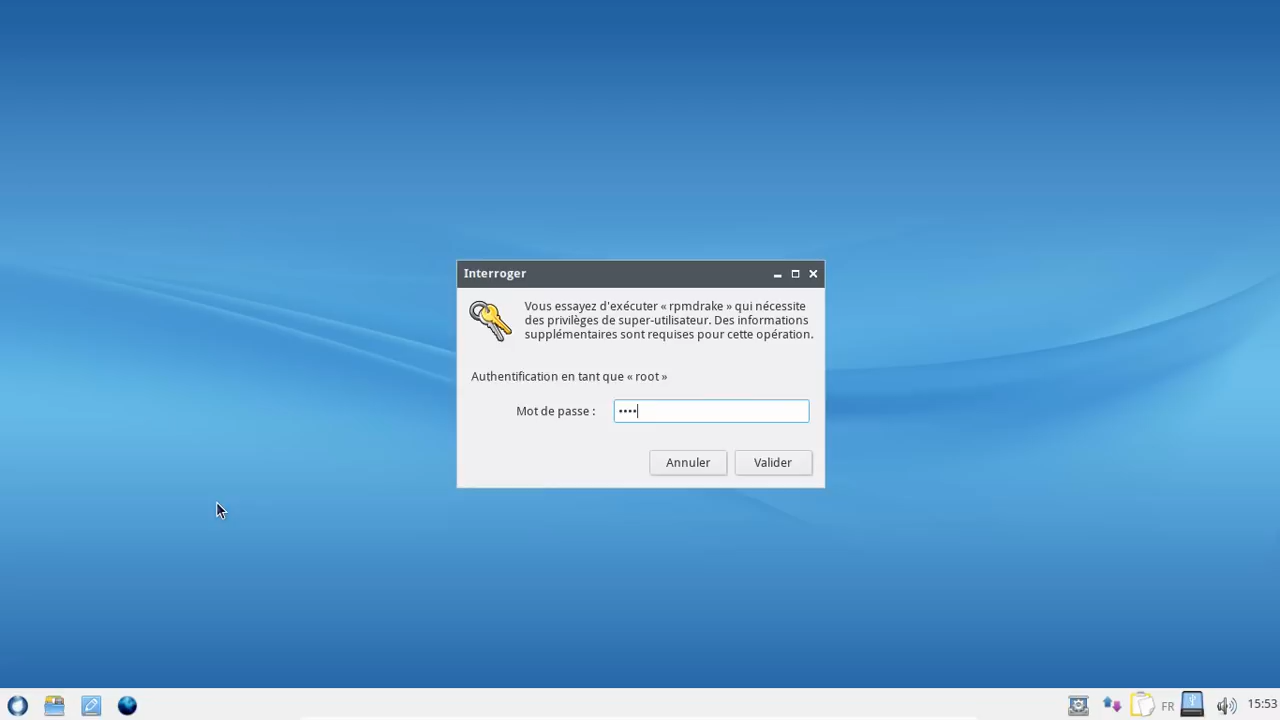 Interroger
Vous essayez d'exécuter « rpmdrake » qui nécessite
des privilèges de super-utilisateur. Des informations
supplémentaires sont requises pour cette opération.
Authentification en tant que « root »
Mot de passe : ••••
Annuler Valider
FR 15:53